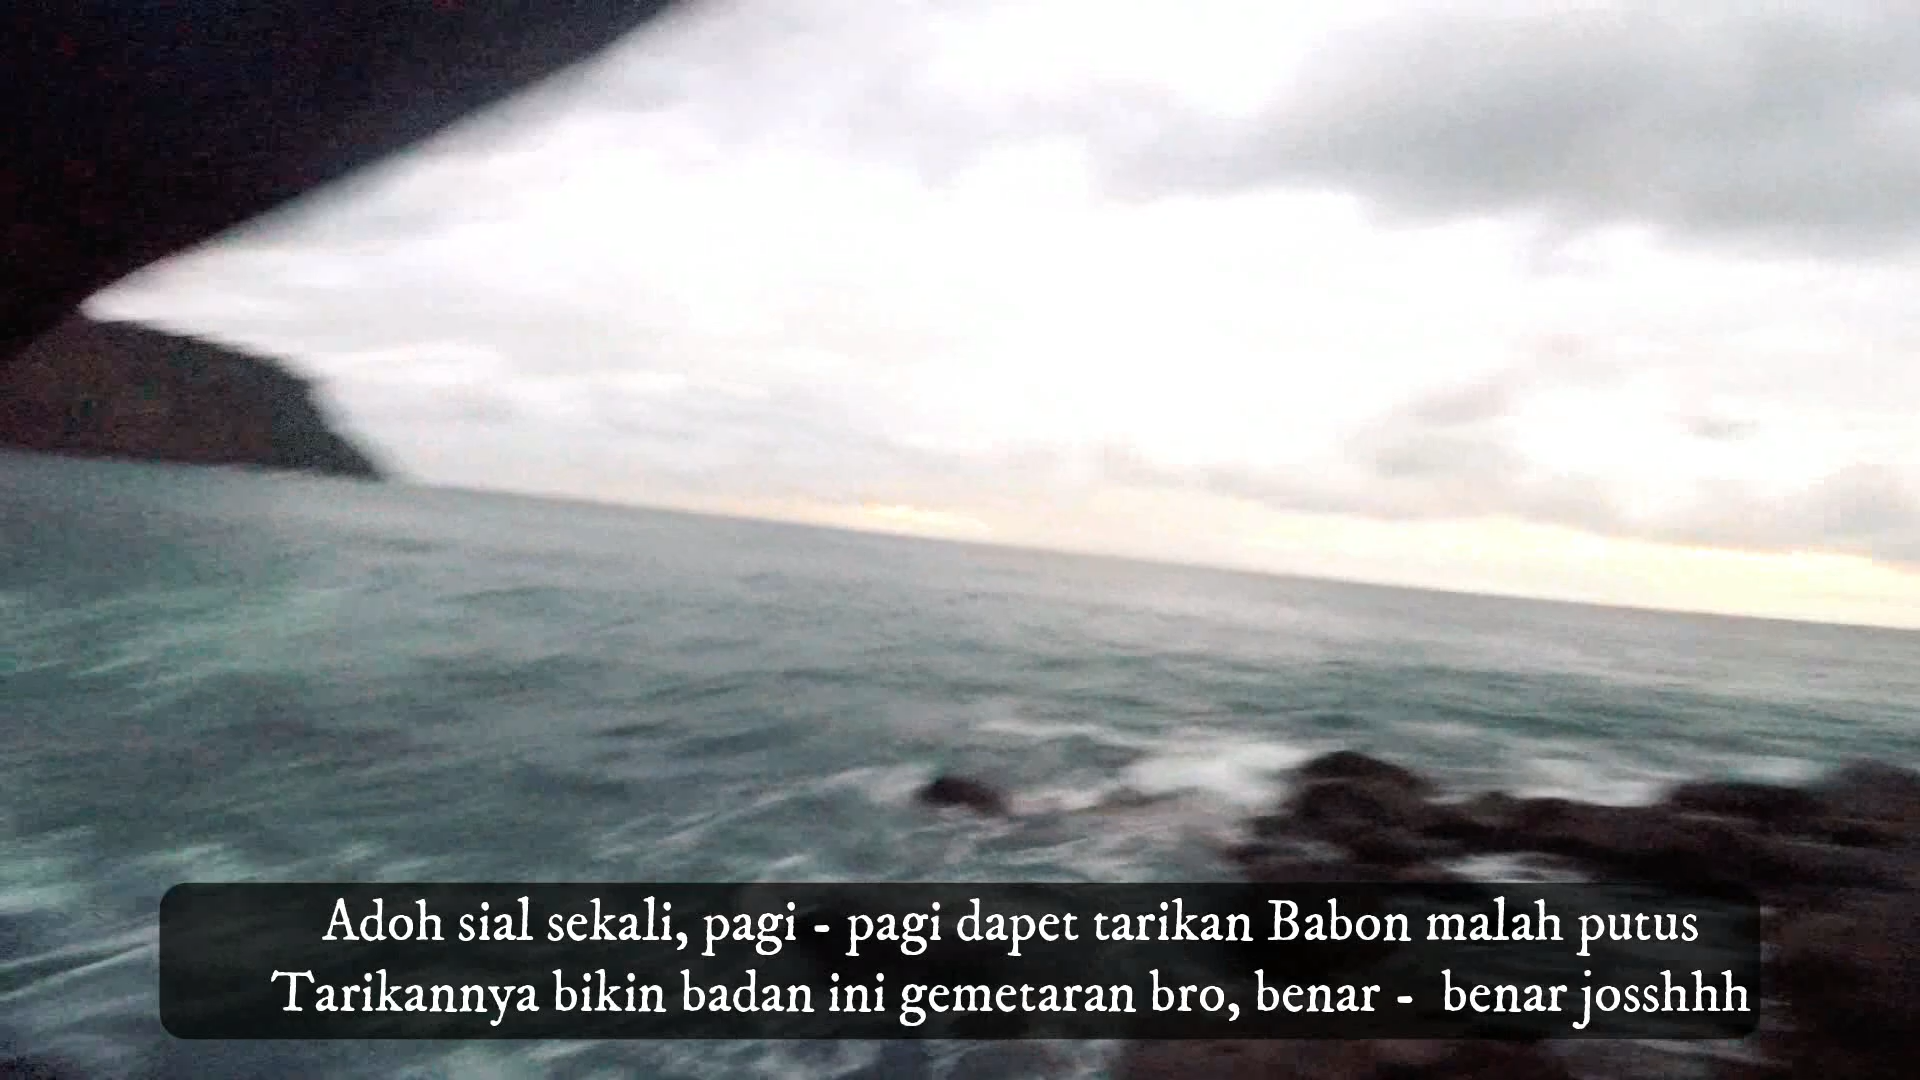 Adoh sial sekali, pagi - pagi dapet tarikan Babon malah putus
Tarikannya bikin badan ini gemetaran bro, benar -  benar josshhh